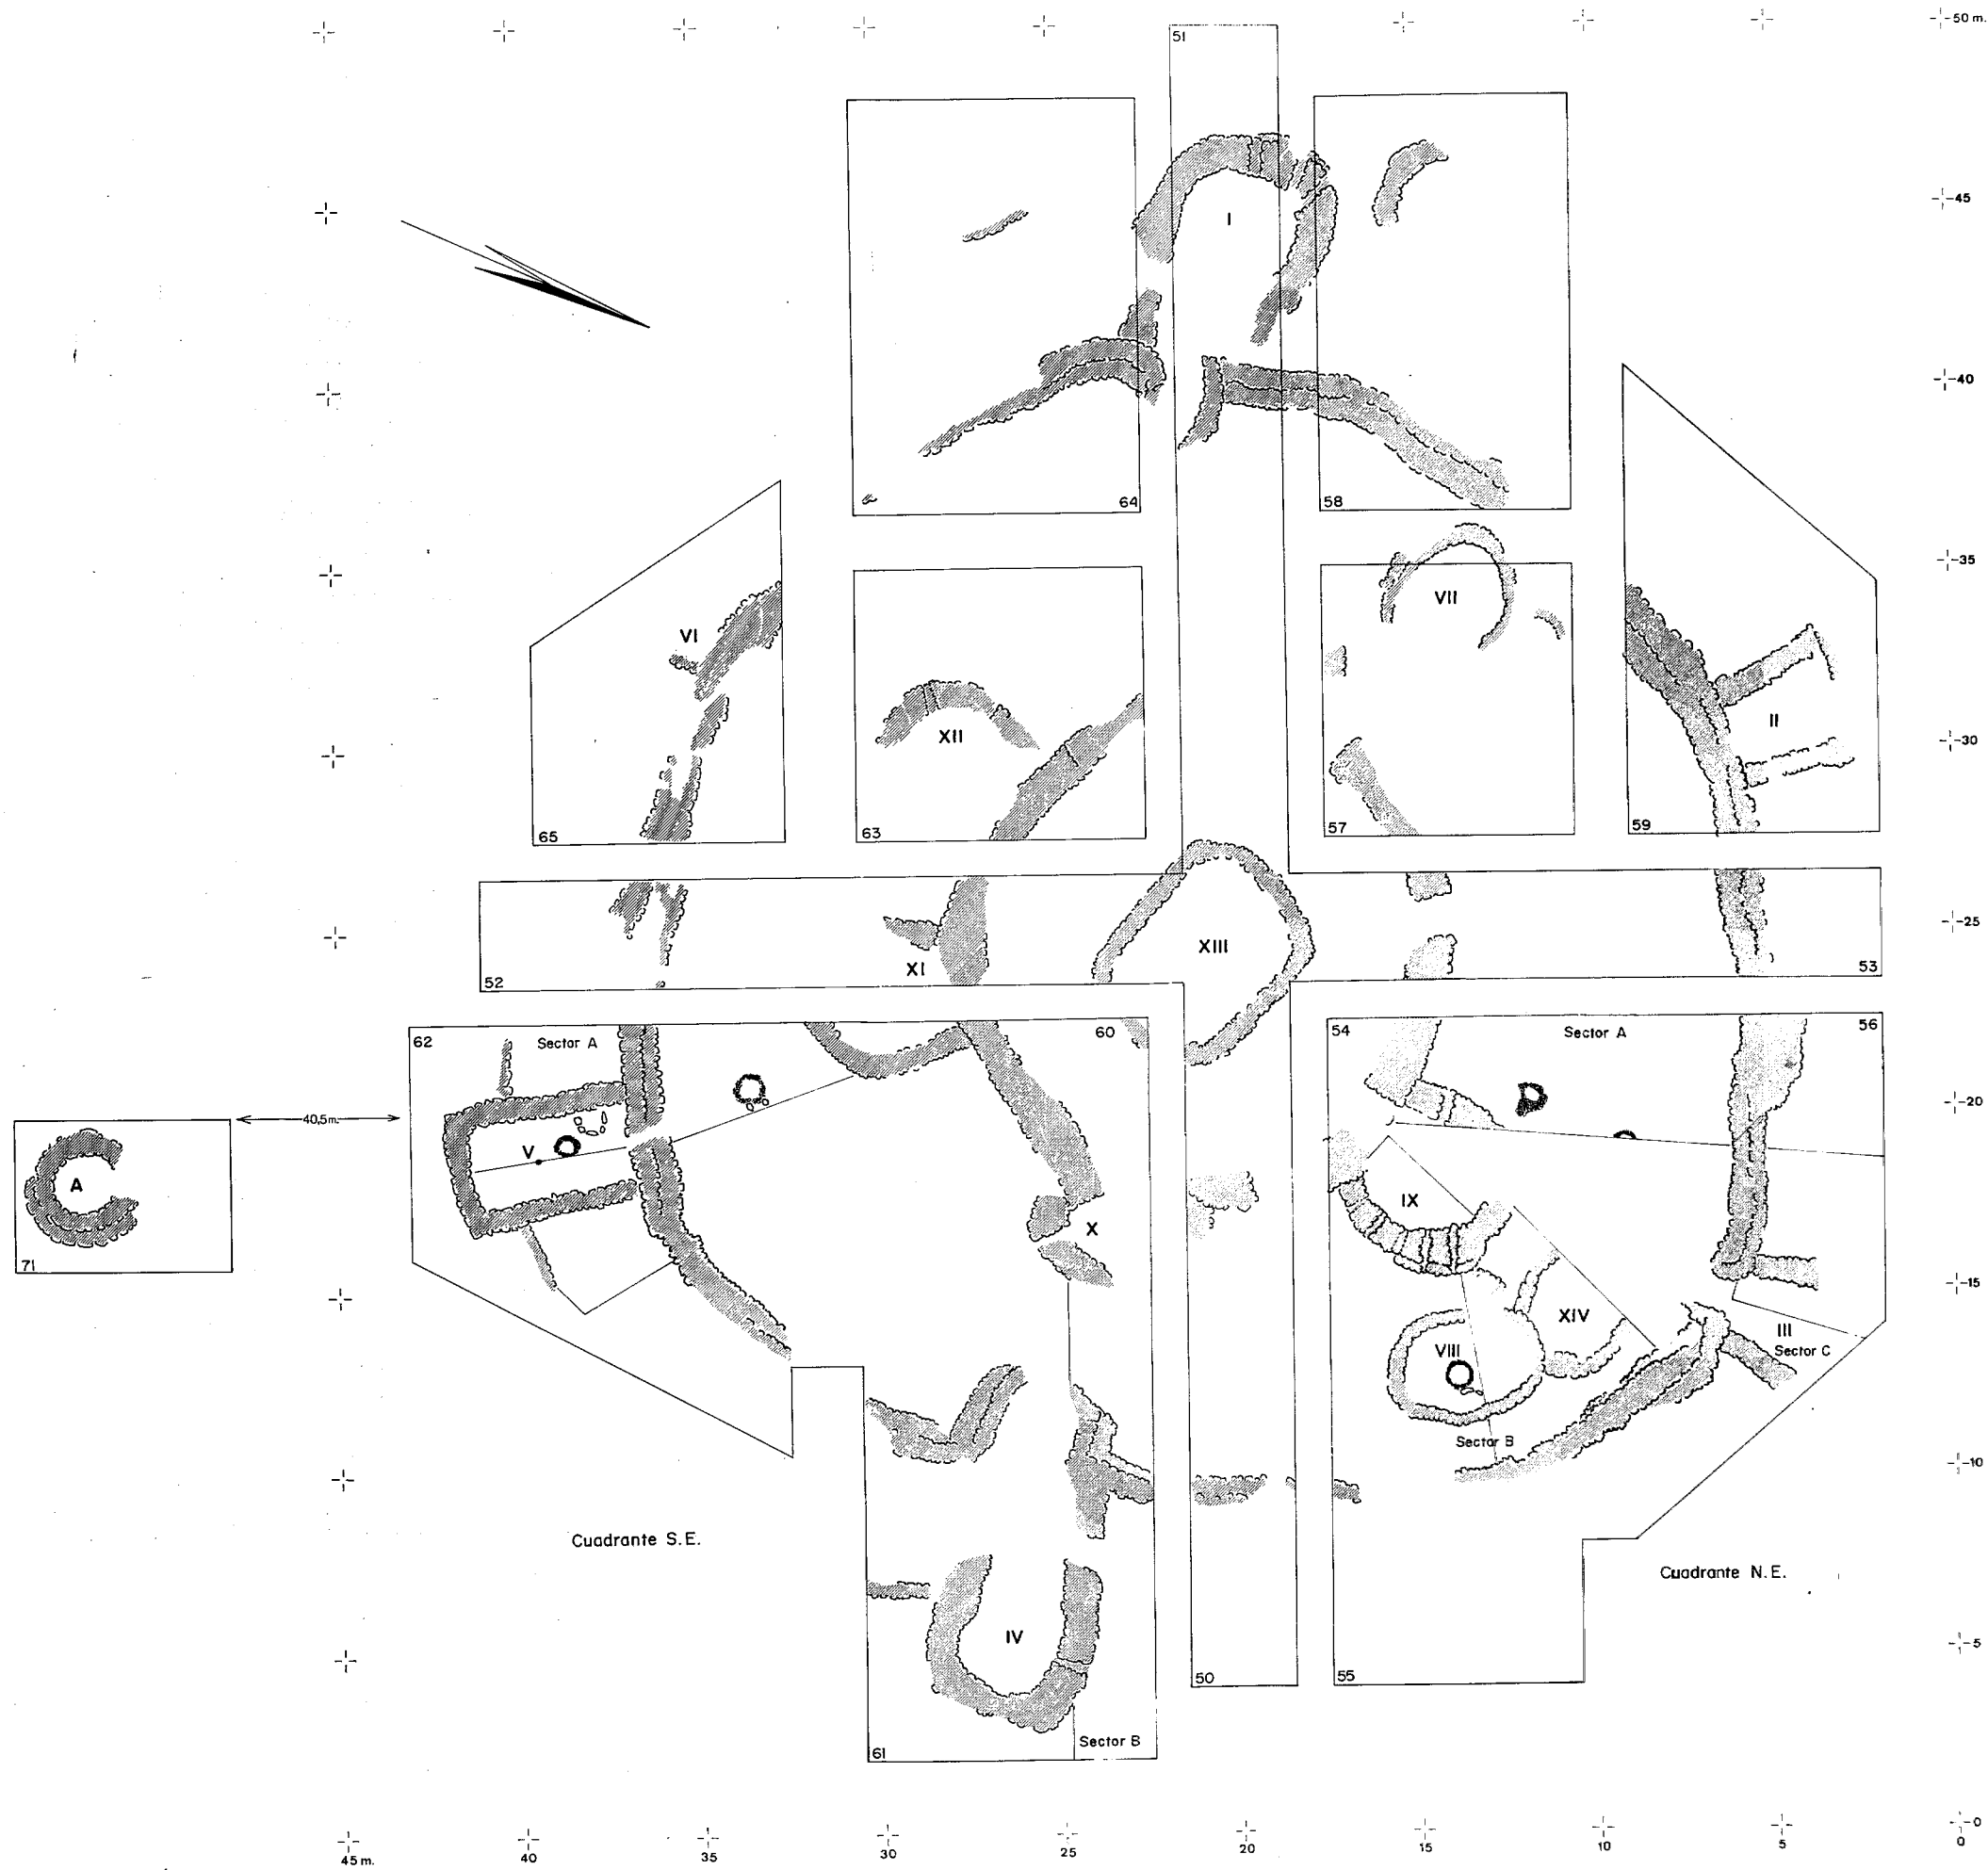 50 m.
51
45
I
40
64
58
35
VII
VI
II
XII
30
65
63
57
59
25
XIII
XI
52
53
62
Sector A
60
54
Sector A
56
20
40,5m.
V
A
IX
X
71
15
XIV
III
VIII
Sector C
Sector B
10
Cuadrante S.E.
Cuadrante N.E.
IV
5
50
55
Sector B
61
0
45 m.
40
35
30
25
20
15
10
5
0